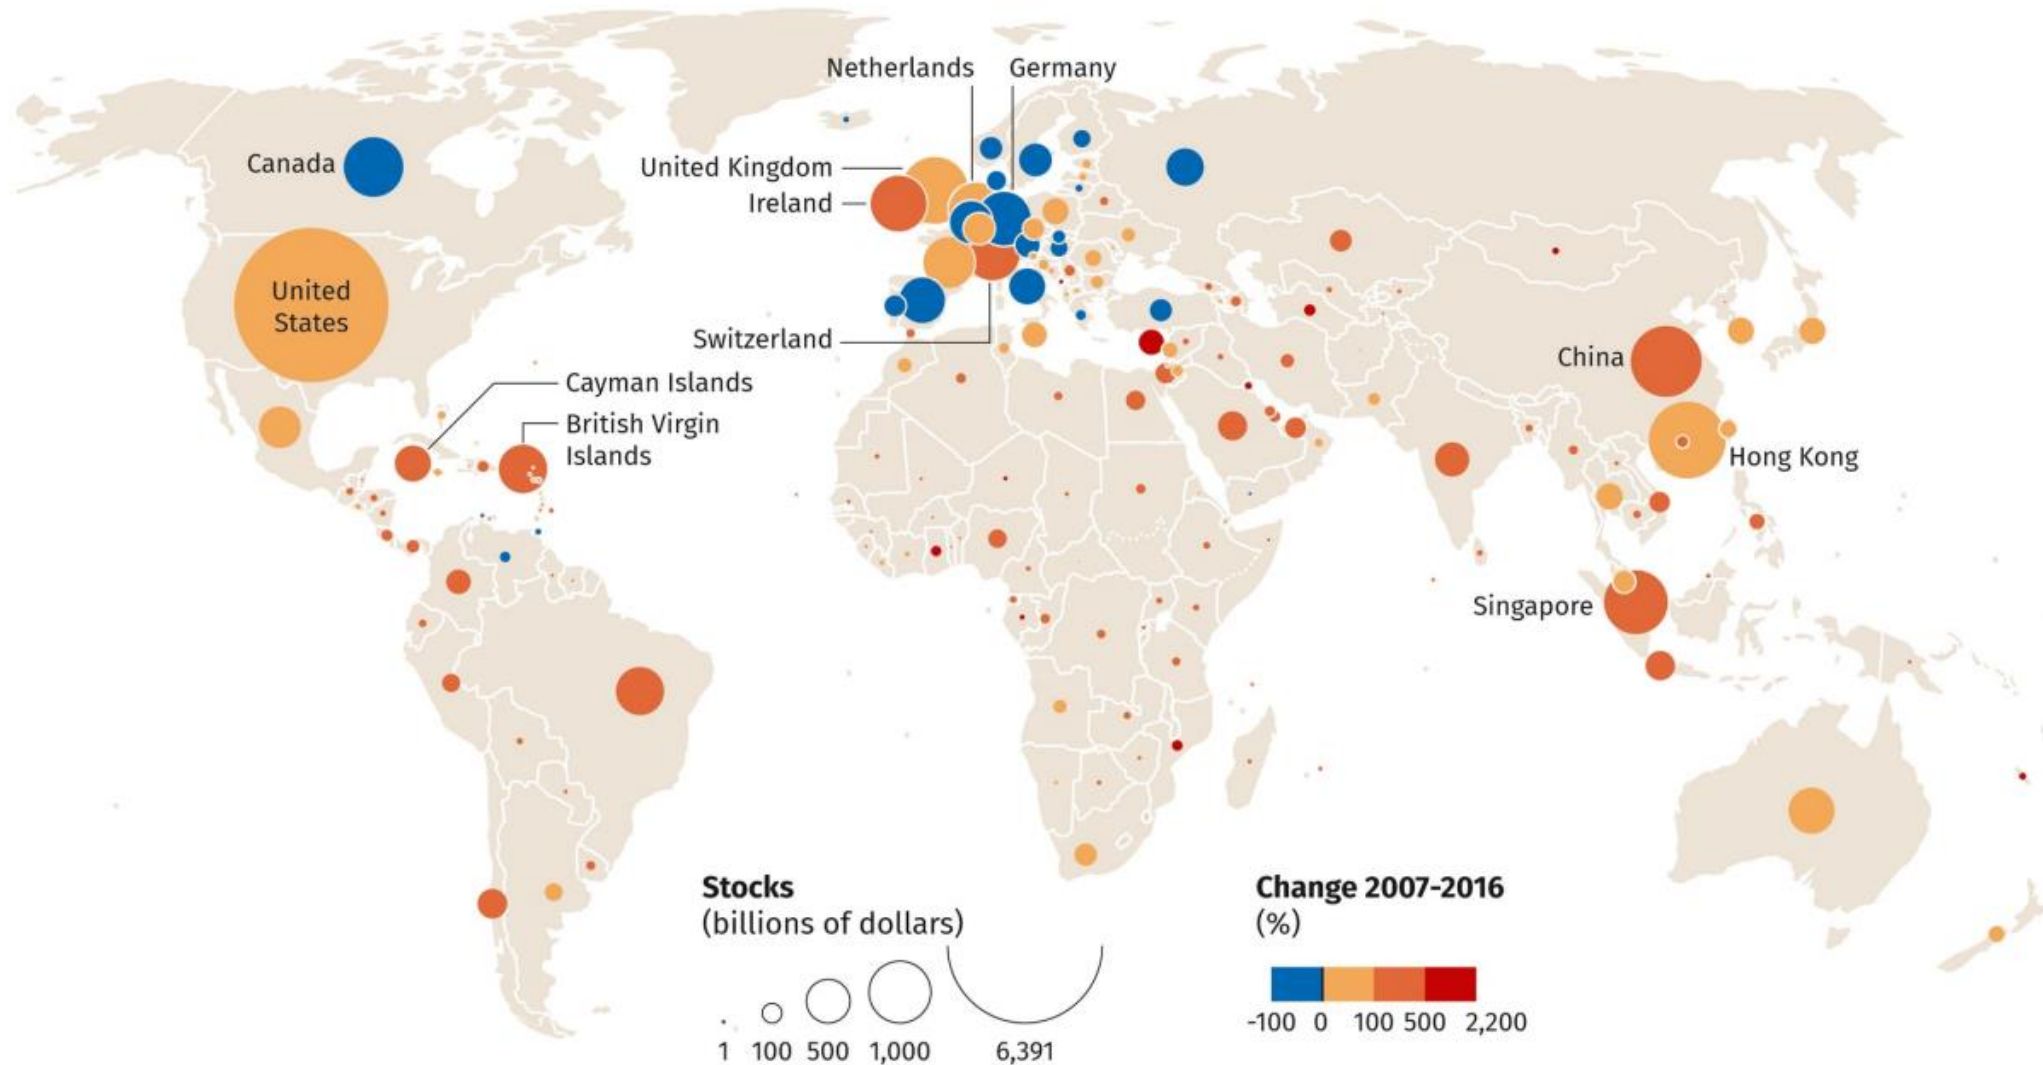 Netherlands
Germany
United Kingdom
Ireland
Canada
United
States
Switzerland
Cayman Islands
British Virgin
Islands
China
Hong Kong
Singapore
Stocks
(billions of dollars)
1 100 500 1,000 6,391
Change 2007-2016
(%)
-100 0 100 500 2,200